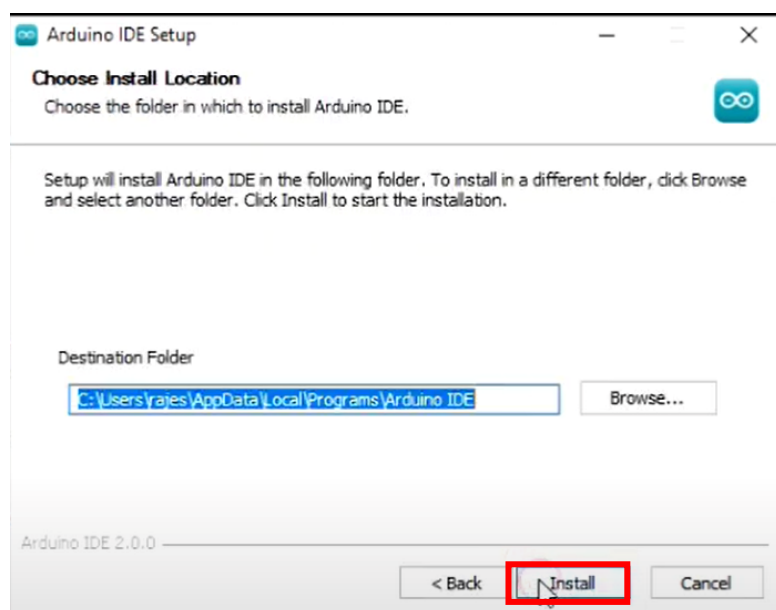 Arduino IDE Setup
Choose Install Location
Choose the folder in which to install Arduino IDE.
Setup will install Arduino IDE in the following folder. To install in a different folder, click Browse
and select another folder. Click Install to start the installation.
Destination Folder
C:\Users\rajes\AppData\Local\Programs\Arduino IDE
Browse...
Arduino IDE 2.0.0
< Back
Install
Cancel